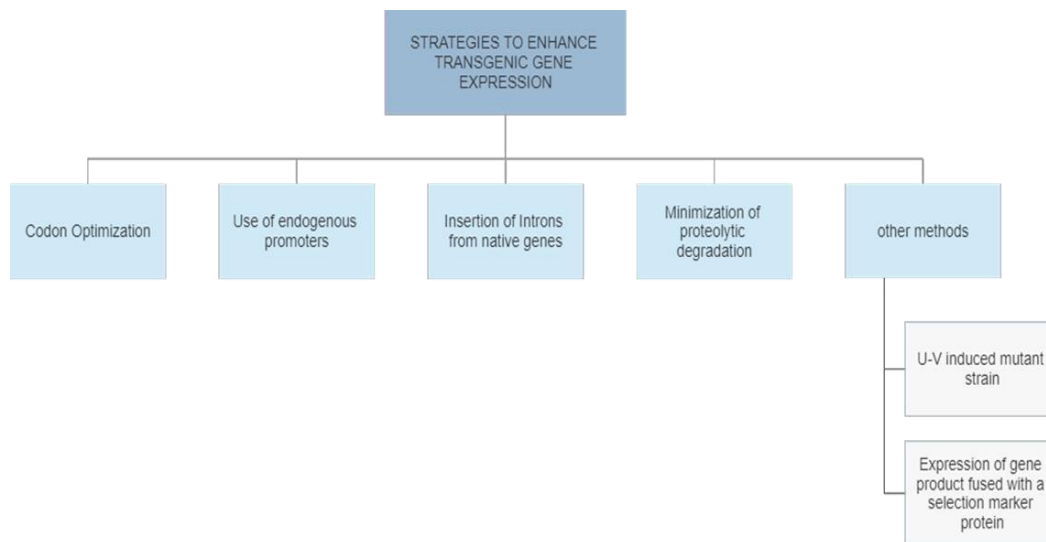 STRATEGIES TO ENHANCE
TRANSGENIC GENE
EXPRESSION
Codon Optimization
Use of endogenous
promoters
Insertion of Introns
from native genes
Minimization of
proteolytic
degradation
other methods
U-V induced mutant
strain
Expression of gene
product fused with a
selection marker
protein